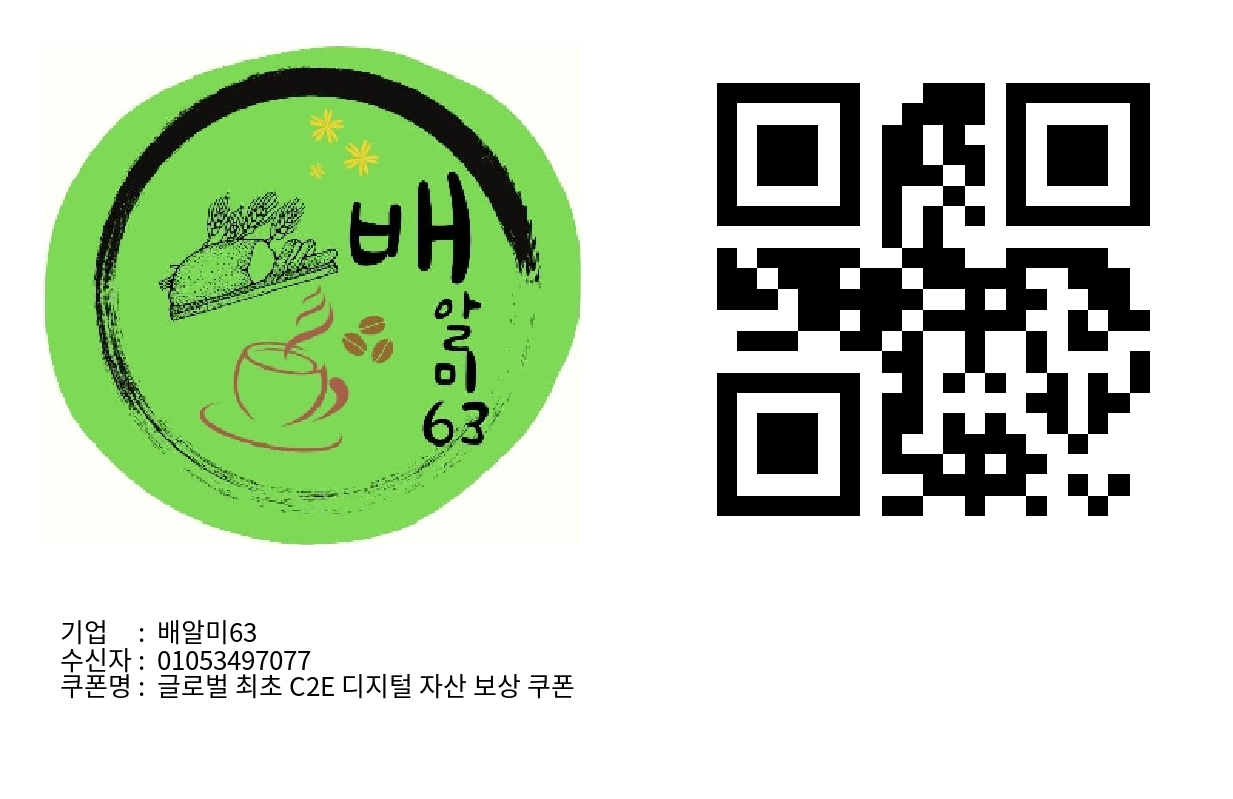 배
알
미
63
기업 : 배알미63
수신자 : 01053497077
쿠폰명 : 글로벌 최초 C2E 디지털 자산 보상 쿠폰